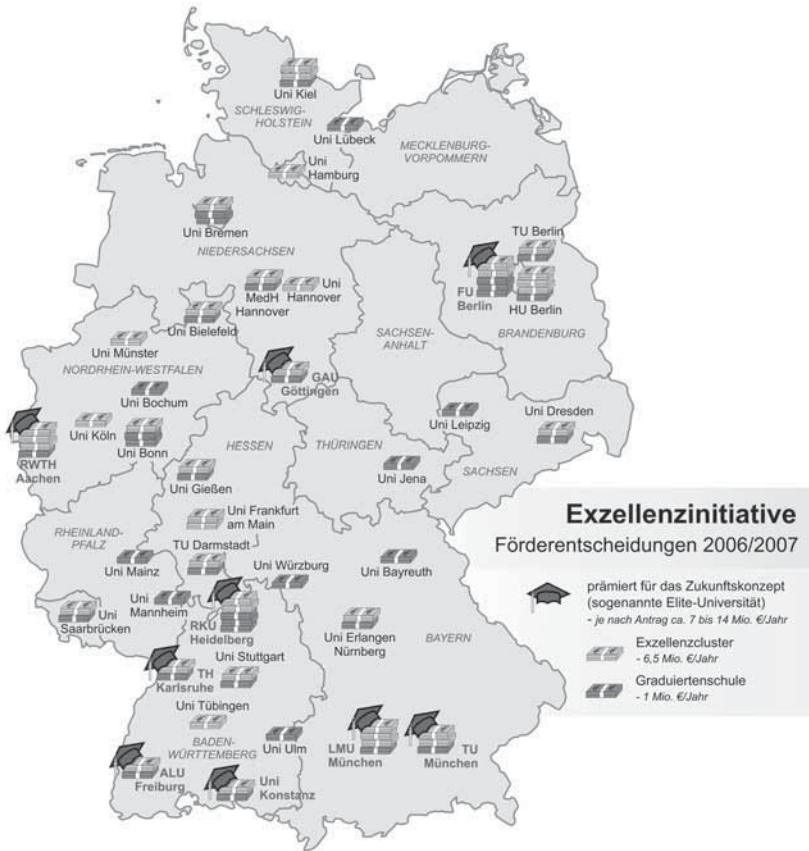 Uni Kiel
SCHLESWIG-
HOLSTEIN
Uni Lübeck
MECKLENBURG-
VORPOMMERN
Uni
Hamburg
Uni Bremen
NIEDERSACHSEN
TU Berlin
FU
Berlin
HU Berlin
BRANDENBURG
MedH
Hannover
Uni
Hannover
Uni Bielefeld
SACHSEN-
ANHALT
Uni Münster
NORDRHEIN-WESTFALEN
GAU
Göttingen
Uni Bochum
Uni Köln
Uni Bonn
RWTH
Aachen
HESSEN
THÜRINGEN
Uni Leipzig
Uni Dresden
SACHSEN
Uni Gießen
Uni Jena
Uni Frankfurt
am Main
RHEINLAND-
PFALZ
TU Darmstadt
Uni Mainz
Uni Würzburg
Uni Bayreuth
Uni
Mannheim
Uni
Saarbrücken
RKU
Heidelberg
Uni Erlangen
Nürnberg
BAYERN
Uni Stuttgart
TH
Karlsruhe
Uni Tübingen
BADEN-
WÜRTTEMBERG
Uni Ulm
LMU
München
TU
München
ALU
Freiburg
Uni
Konstanz
Exzellenzinitiative
Förderentscheidungen 2006/2007
prämiert für das Zukunftskonzept
(sogenannte Elite-Universität)
- je nach Antrag ca. 7 bis 14 Mio. €/Jahr
Exzellenzcluster
- 6,5 Mio. €/Jahr
Graduiertenschule
- 1 Mio. €/Jahr